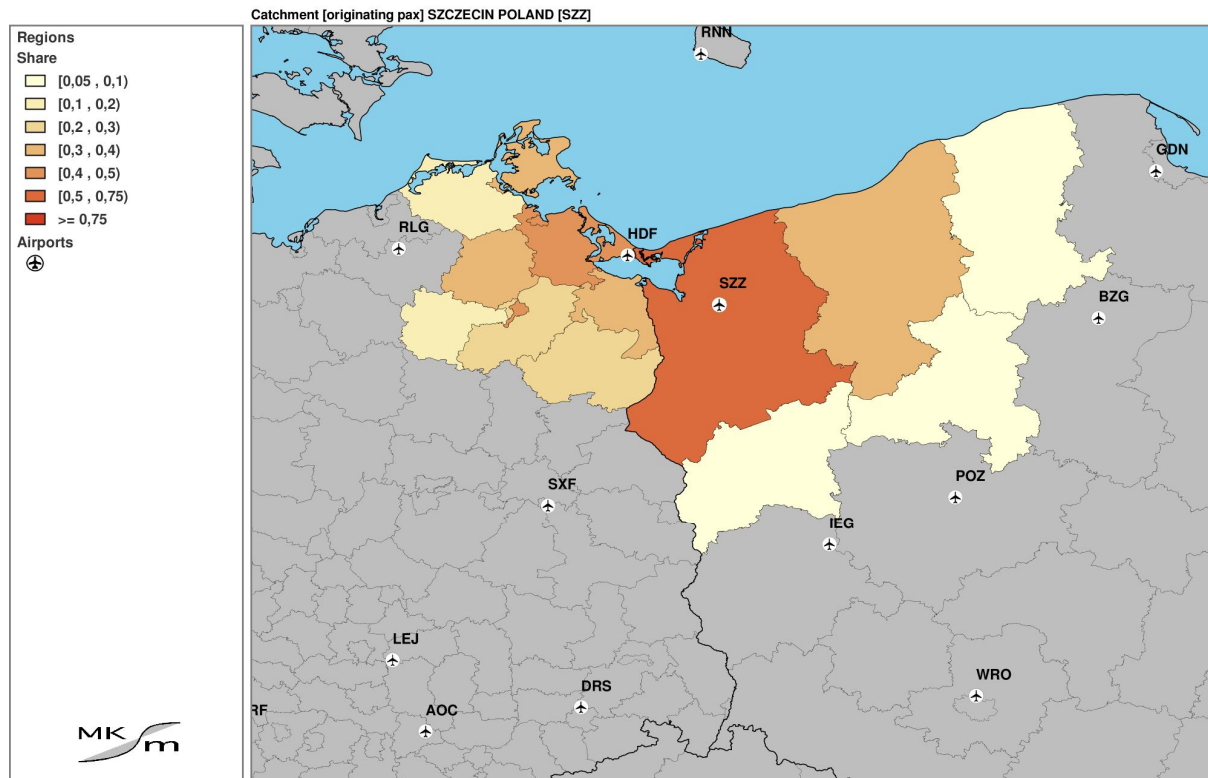 Catchment [originating pax] SZCZECIN POLAND [SZZ]
Regions
Share
[0,05 , 0,1)
[0,1 , 0,2)
[0,2 , 0,3)
[0,3 , 0,4)
[0,4 , 0,5)
[0,5 , 0,75)
>= 0,75
Airports
RNN
GDN
RLG
HDF
SZZ
BZG
SXF
POZ
IEG
LEJ
DRS
WRO
RF
AOC
MK
m